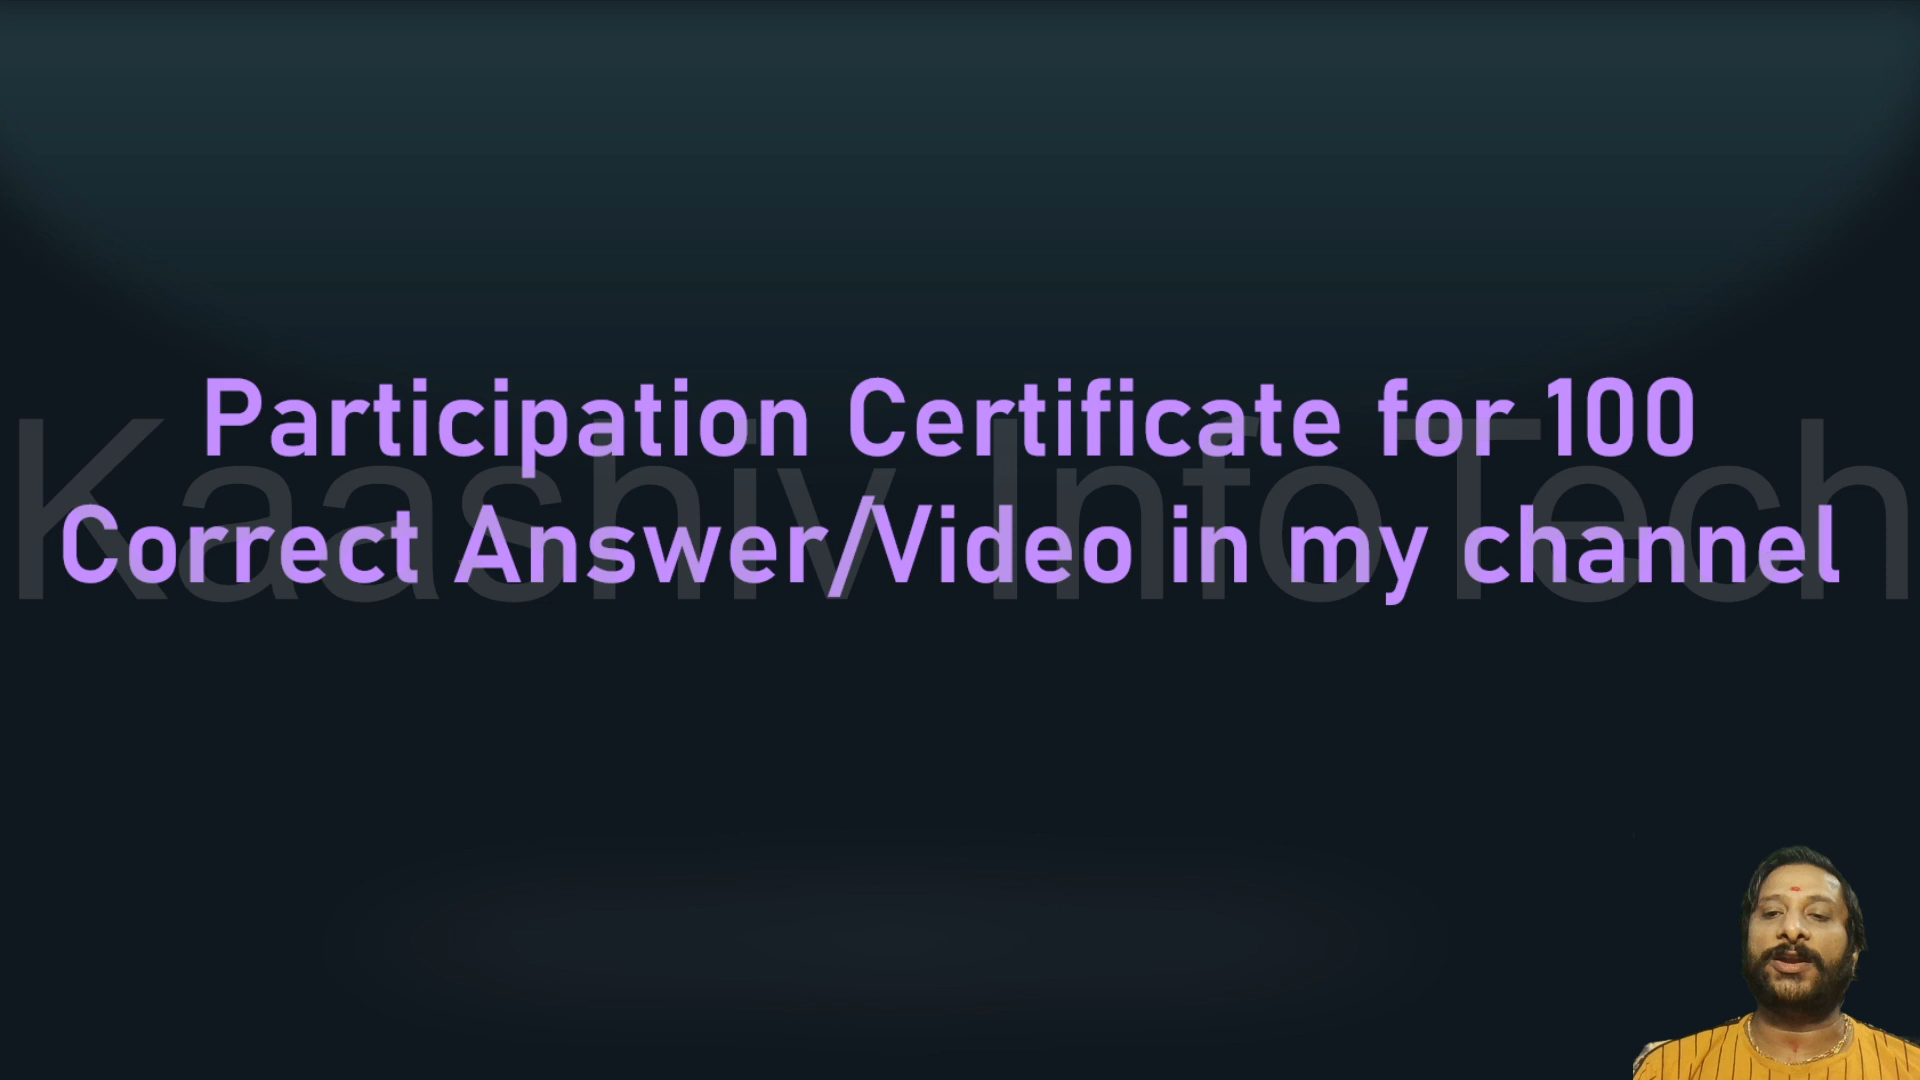 Participation Certificate for 100
Correct Answer/Video in my channel
Kaashiv InfoTech